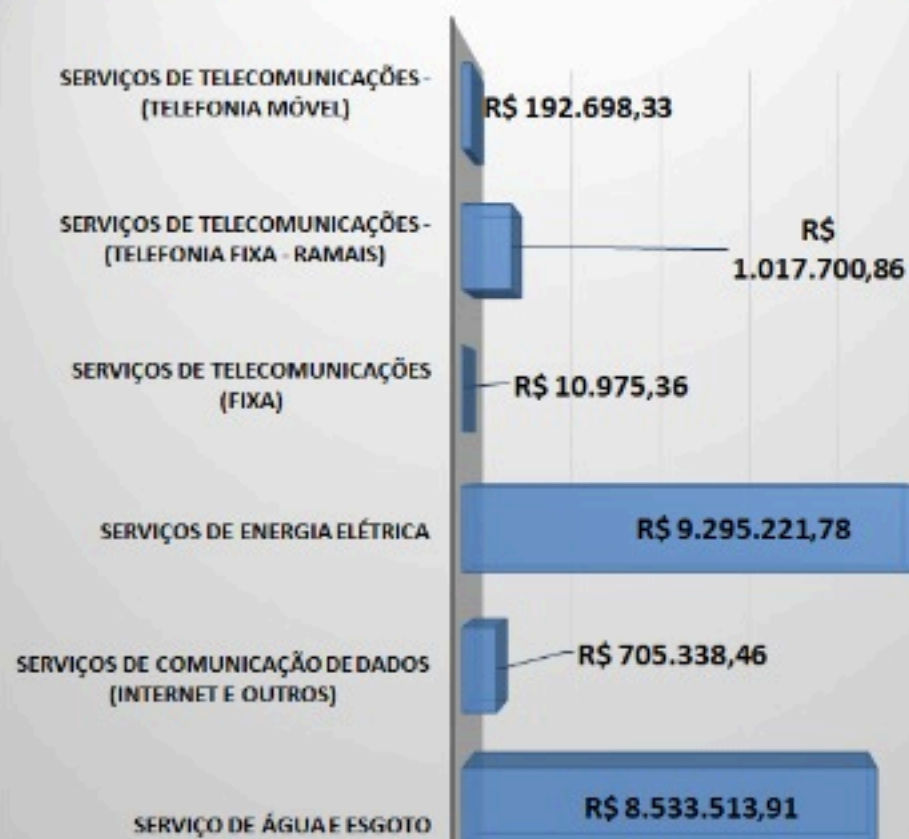 SERVIÇOS DE TELECOMUNICAÇÕES -
(TELEFONIA MÓVEL)
R$ 192.698,33
SERVIÇOS DE TELECOMUNICAÇÕES -
(TELEFONIA FIXA - RAMAIS)
R$
1.017.700,86
SERVIÇOS DE TELECOMUNICAÇÕES
(FIXA)
R$ 10.975,36
SERVIÇOS DE ENERGIA ELÉTRICA
R$ 9.295.221,78
SERVIÇOS DE COMUNICAÇÃO DE DADOS
(INTERNET E OUTROS)
R$ 705.338,46
SERVIÇO DE ÁGUA E ESGOTO
R$ 8.533.513,91